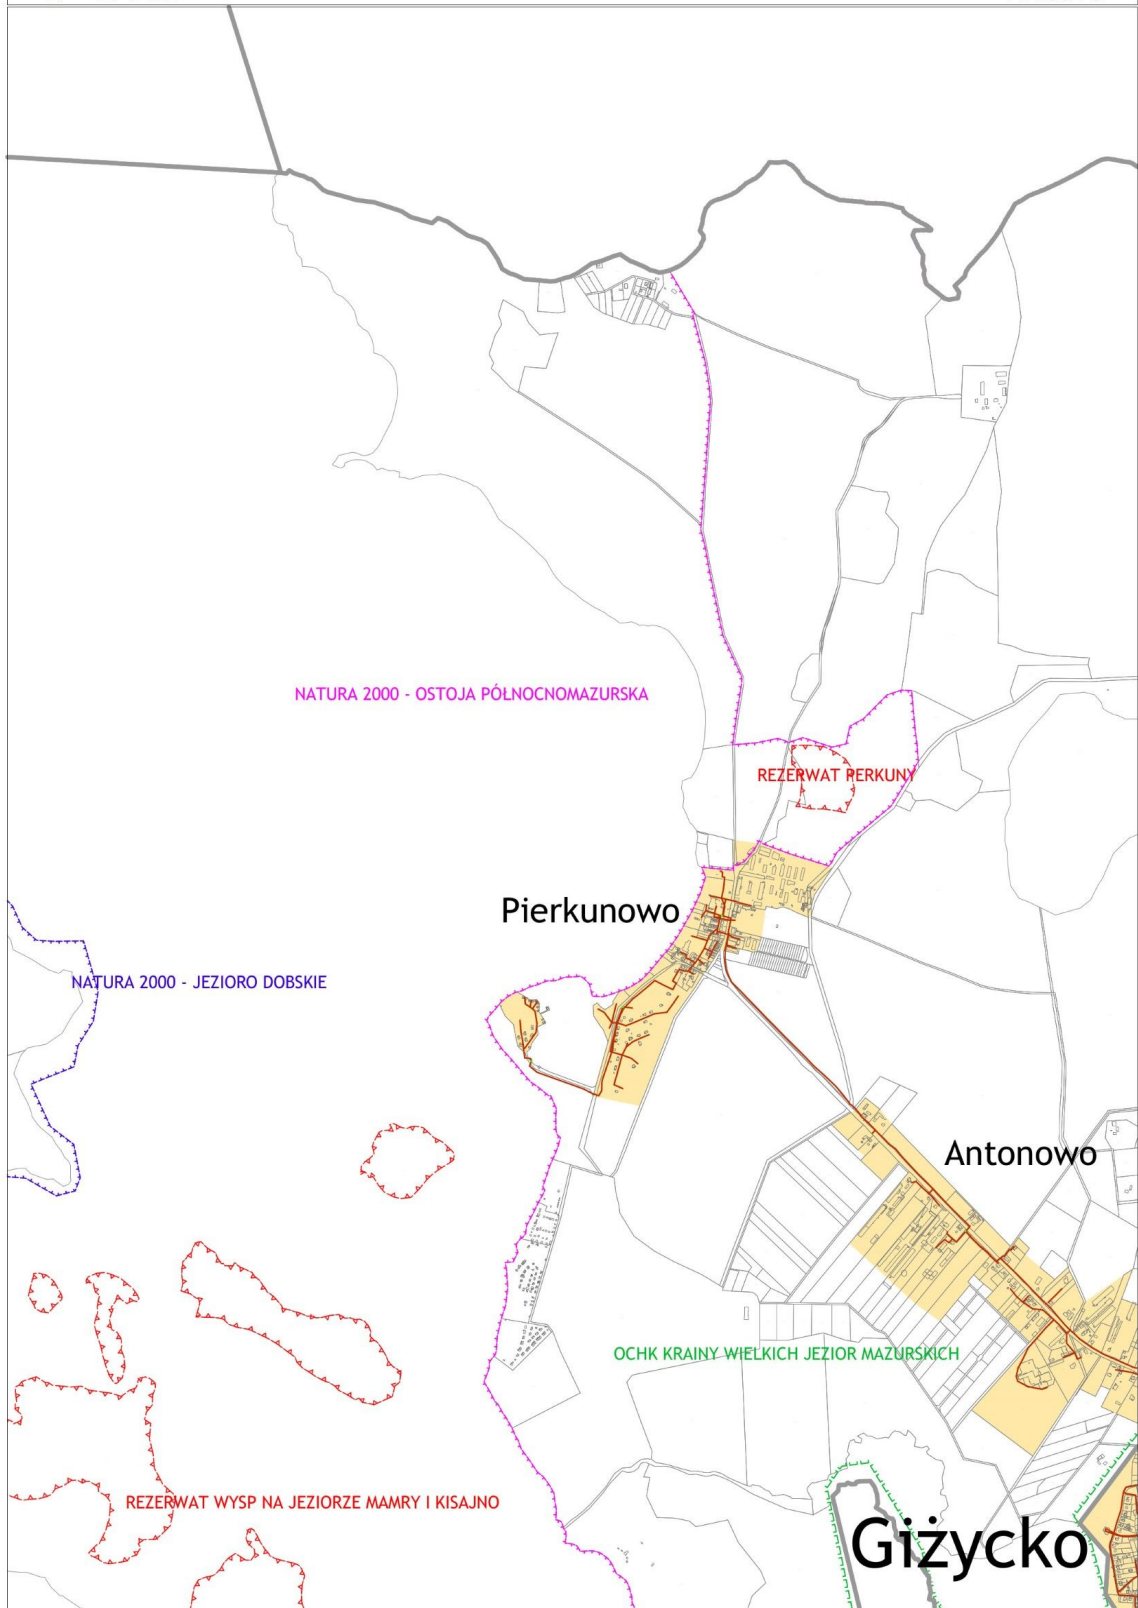 NATURA 2000 - OSTOJA PÓŁNOCNOMAZURSKA
REZERWAT PERKUNY
Pierkunowo
NATURA 2000 - JEZIORO DOBSKIE
Antonowo
OCHK KRAINY WIELKICH JEZIOR MAZURSKICH
REZERWAT WYSP NA JEZIORZE MAMRY I KISAJNO
Giżycko